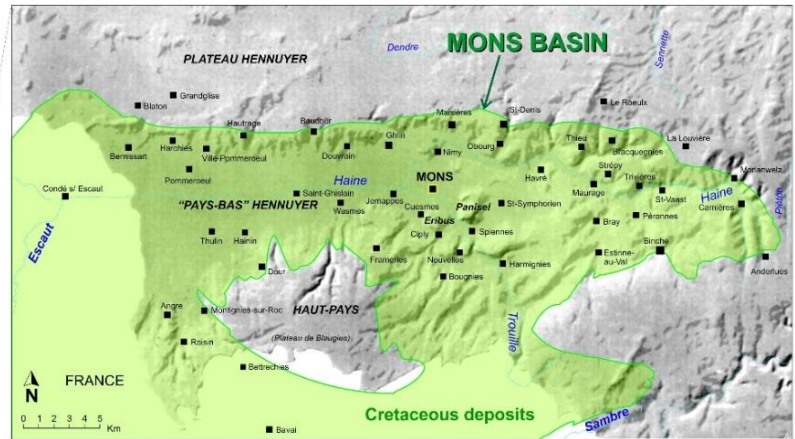 Dendre
Sennette
MONS BASIN
PLATEAU HENNUYER
Grandglise
Blaton
Le Roeulx
St-Denis
Maisières
Baudour
Hautrage
Ghlin
Obourg
Thieu
Bracquegnies
La Louvière
Harchies
Bernissart
Ville-Pommeroeul
Douvrain
Nimy
Strépy
Morlanwelz
Pommeroeul
Haine
MONS
Havré
Trivières
Condé s/ Escaut
Saint-Ghislain
Jemappes
Maurage
St-Vaast
Haine
Piéton
"PAYS-BAS" HENNUYER
Wasmes
Cuesmes
Panisel
St-Symphorien
Carnières
Eribus
Bray
Péronnes
Escaut
Thulin
Hainin
Ciply
Spiennes
Frameries
Nouvelles
Estinne-
au-Val
Binche
Anderlues
Dour
Harmignies
Bougnies
Angre
Montignies-sur-Roc
HAUT-PAYS
Trouille
(Plateau de Blaugies)
Roisin
Bettrechies
N
FRANCE
0 1 2 3 4 5
Km
Cretaceous deposits
Sambre
Bavai